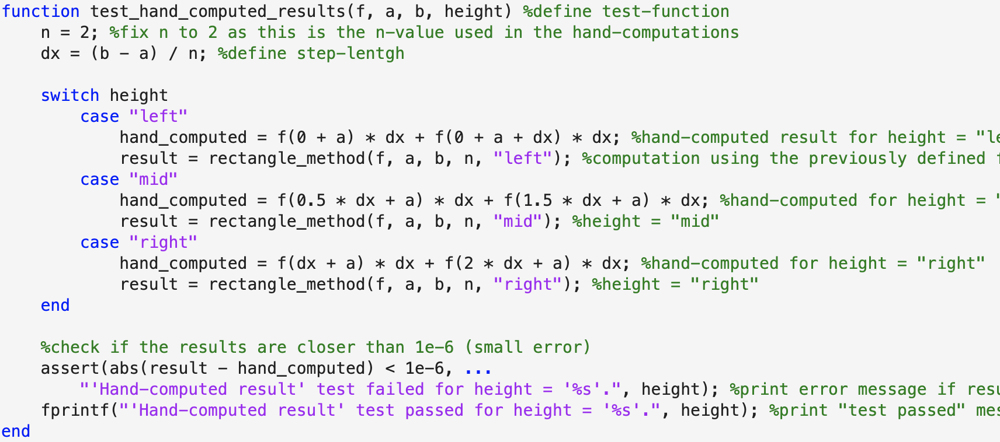 function test_hand_computed_results(f, a, b, height) %define test-function
    n = 2; %fix n to 2 as this is the n-value used in the hand-computations
    dx = (b - a) / n; %define step-lentgh
    switch height
        case "left"
            hand_computed = f(0 + a) * dx + f(0 + a + dx) * dx; %hand-computed result for height =
            result = rectangle_method(f, a, b, n, "left"); %computation using the previously defined
        case "mid"
            hand_computed = f(0.5 * dx + a) * dx + f(1.5 * dx + a) * dx; %hand-computed for height = "
            result = rectangle_method(f, a, b, n, "mid"); %height = "mid"
        case "right"
            hand_computed = f(dx + a) * dx + f(2 * dx + a) * dx; %hand-computed for height = "right"
            result = rectangle_method(f, a, b, n, "right"); %height = "right"
    end
    %check if the results are closer than 1e-6 (small error)
    assert(abs(result - hand_computed) < 1e-6, ...
        "'Hand-computed result' test failed for height = '%s'.", height); %print error message if
    fprintf("'Hand-computed result' test passed for height = '%s'.", height); %print "test passed"
end